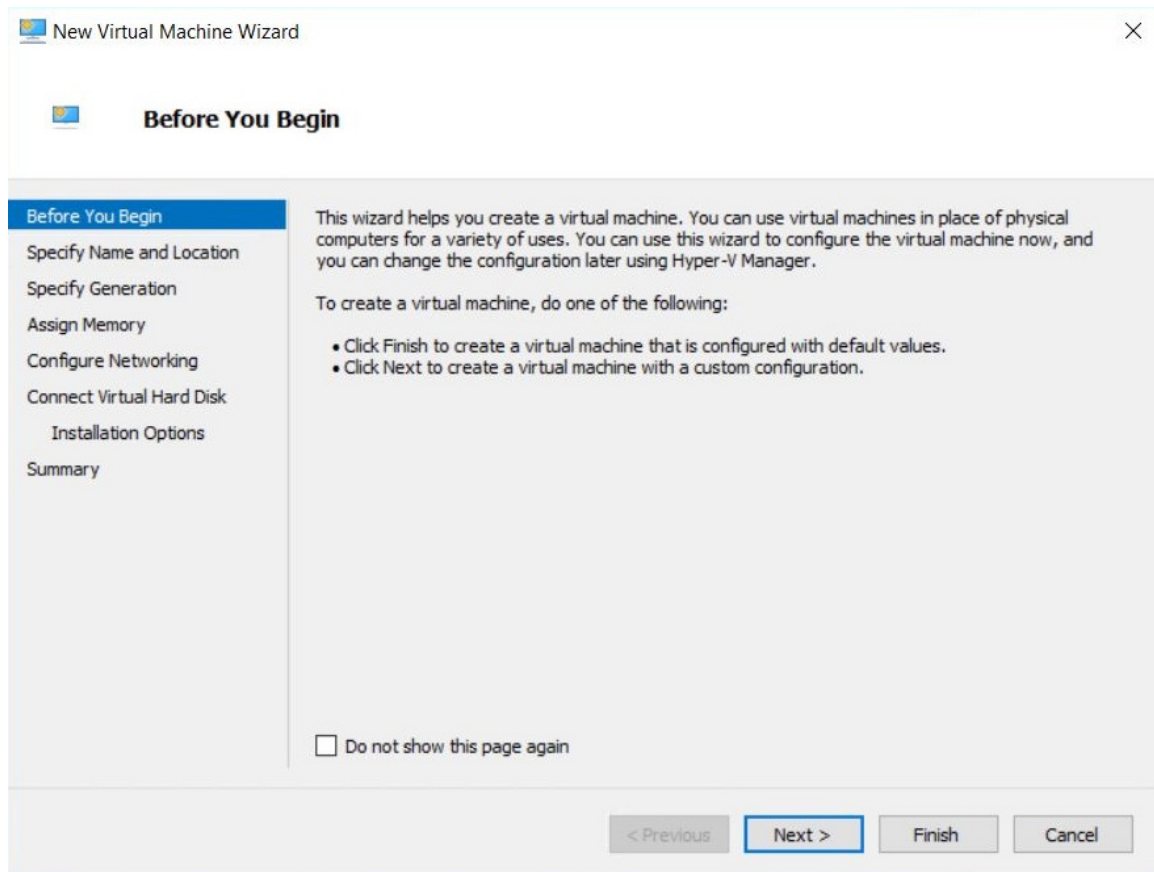 New Virtual Machine Wizard
Before You Begin
Before You Begin
Specify Name and Location
Specify Generation
Assign Memory
Configure Networking
Connect Virtual Hard Disk
Installation Options
Summary
This wizard helps you create a virtual machine. You can use virtual machines in place of physical
computers for a variety of uses. You can use this wizard to configure the virtual machine now, and
you can change the configuration later using Hyper-V Manager.
To create a virtual machine, do one of the following:
• Click Finish to create a virtual machine that is configured with default values.
• Click Next to create a virtual machine with a custom configuration.
Do not show this page again
< Previous
Next >
Finish
Cancel